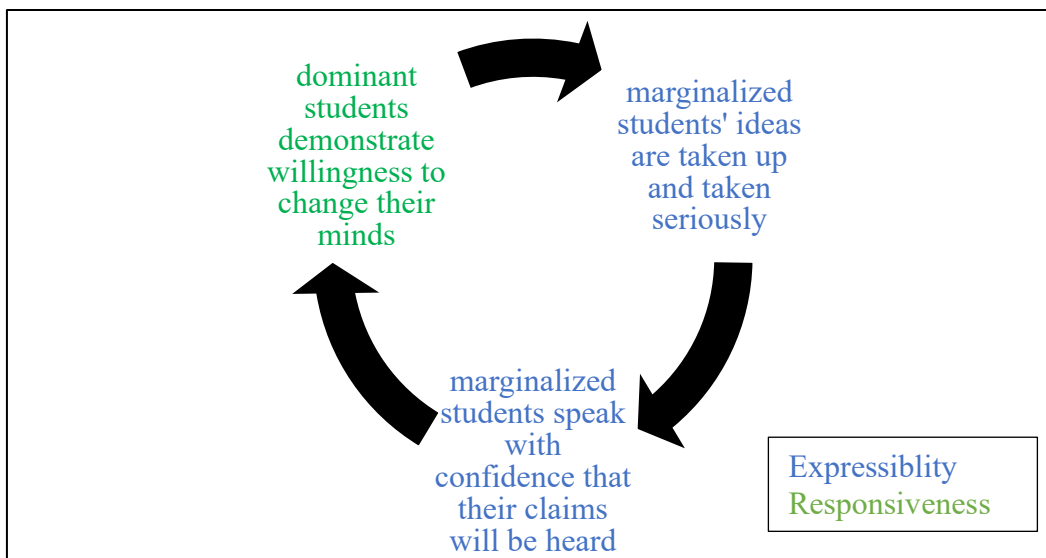 dominant
students
demonstrate
willingness to
change their
minds
marginalized
students' ideas
are taken up
and taken
seriously
marginalized
students speak
with
confidence that
their claims
will be heard
Expressiblity
Responsiveness